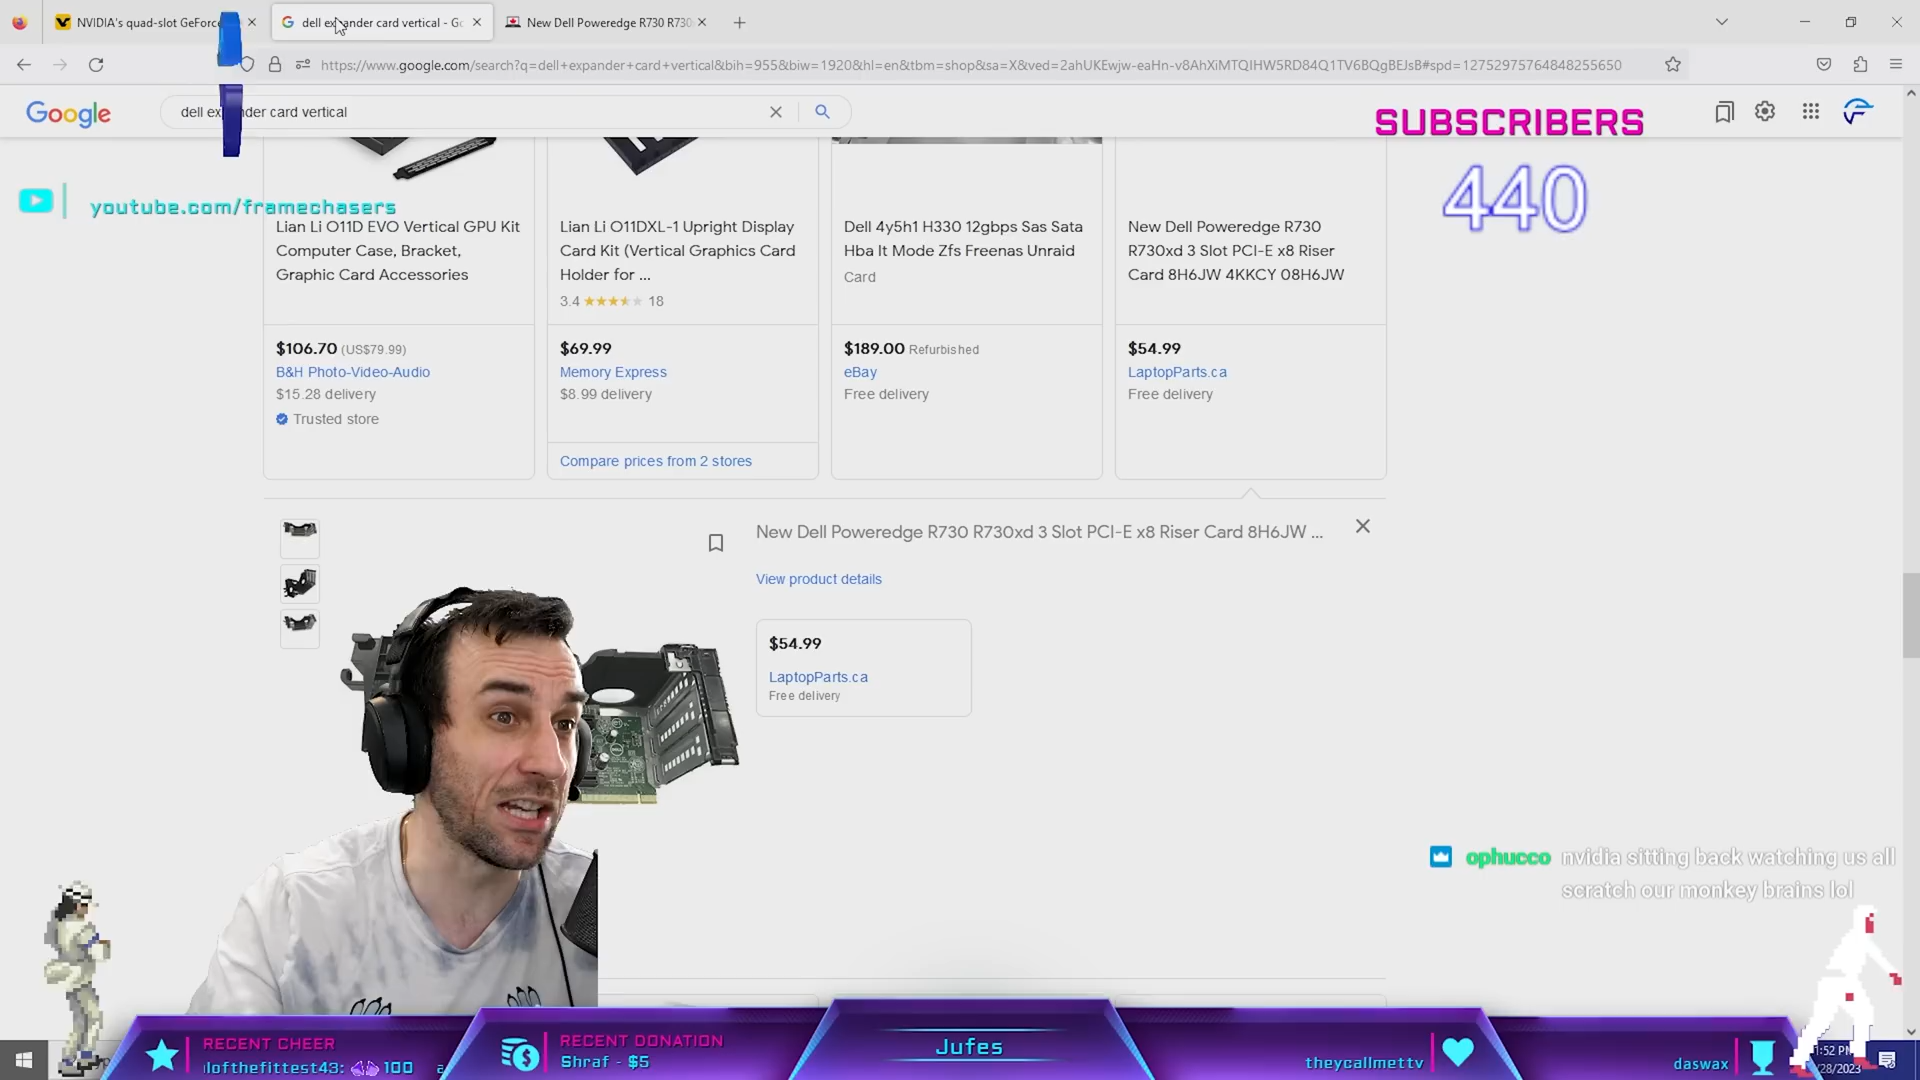 NVIDIA's quad-slot GeForce
dell expander card vertical - Go
New Dell Poweredge R730 R730
https://www.google.com/search?q=dell+expander+card+vertical&bih=955&biw=1920&hl=en&tbm=shop&sa=X&ved=2ahUKEwjw-eaHn-v8AhXiMTQIHW5RD84Q1TV6BQgBEJsB#spd=12752975764848255650
Google
dell expander card vertical
SUBSCRIBERS
440
youtube.com/framechasers
Lian Li O11D EVO Vertical GPU Kit
Computer Case, Bracket,
Graphic Card Accessories
$106.70 (US$79.99)
B&H Photo-Video-Audio
$15.28 delivery
Trusted store
Lian Li O11DXL-1 Upright Display
Card Kit (Vertical Graphics Card
Holder for ...
3.4 ★★★★★ 18
$69.99
Memory Express
$8.99 delivery
Compare prices from 2 stores
Dell 4y5h1 H330 12gbps Sas Sata
Hba It Mode Zfs Freenas Unraid
Card
$189.00 Refurbished
eBay
Free delivery
New Dell Poweredge R730
R730xd 3 Slot PCI-E x8 Riser
Card 8H6JW 4KKCY 08H6JW
$54.99
LaptopParts.ca
Free delivery
New Dell Poweredge R730 R730xd 3 Slot PCI-E x8 Riser Card 8H6JW ...
View product details
$54.99
LaptopParts.ca
Free delivery
ophucco nvidia sitting back watching us all
scratch our monkey brains lol
RECENT CHEER
lofthefittest43: 100
RECENT DONATION
Shraf - $5
Jufes
theycallmettv
daswax
1:52 PM
/28/2023